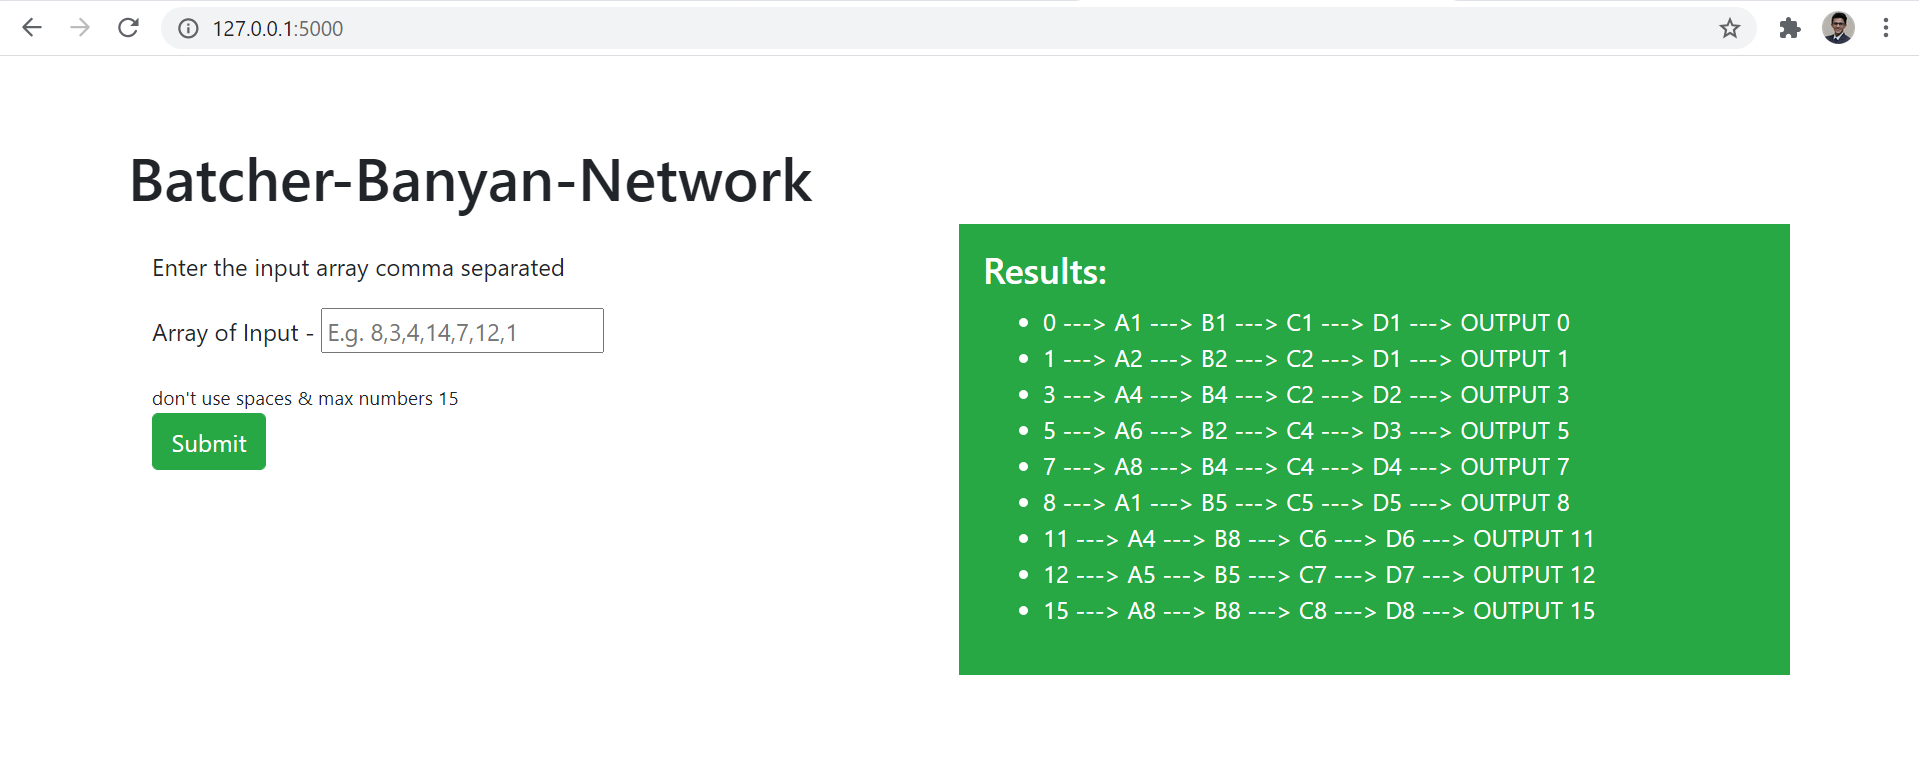 127.0.0.1:5000
Batcher-Banyan-Network
Enter the input array comma separated
Array of Input - E.g. 8,3,4,14,7,12,1
don't use spaces & max numbers 15
Submit
Results:
• 0 ---> A1 ---> B1 ---> C1 ---> D1 ---> OUTPUT 0
• 1 ---> A2 ---> B2 ---> C2 ---> D1 ---> OUTPUT 1
• 3 ---> A4 ---> B4 ---> C2 ---> D2 ---> OUTPUT 3
• 5 ---> A6 ---> B2 ---> C4 ---> D3 ---> OUTPUT 5
• 7 ---> A8 ---> B4 ---> C4 ---> D4 ---> OUTPUT 7
• 8 ---> A1 ---> B5 ---> C5 ---> D5 ---> OUTPUT 8
• 11 ---> A4 ---> B8 ---> C6 ---> D6 ---> OUTPUT 11
• 12 ---> A5 ---> B5 ---> C7 ---> D7 ---> OUTPUT 12
• 15 ---> A8 ---> B8 ---> C8 ---> D8 ---> OUTPUT 15